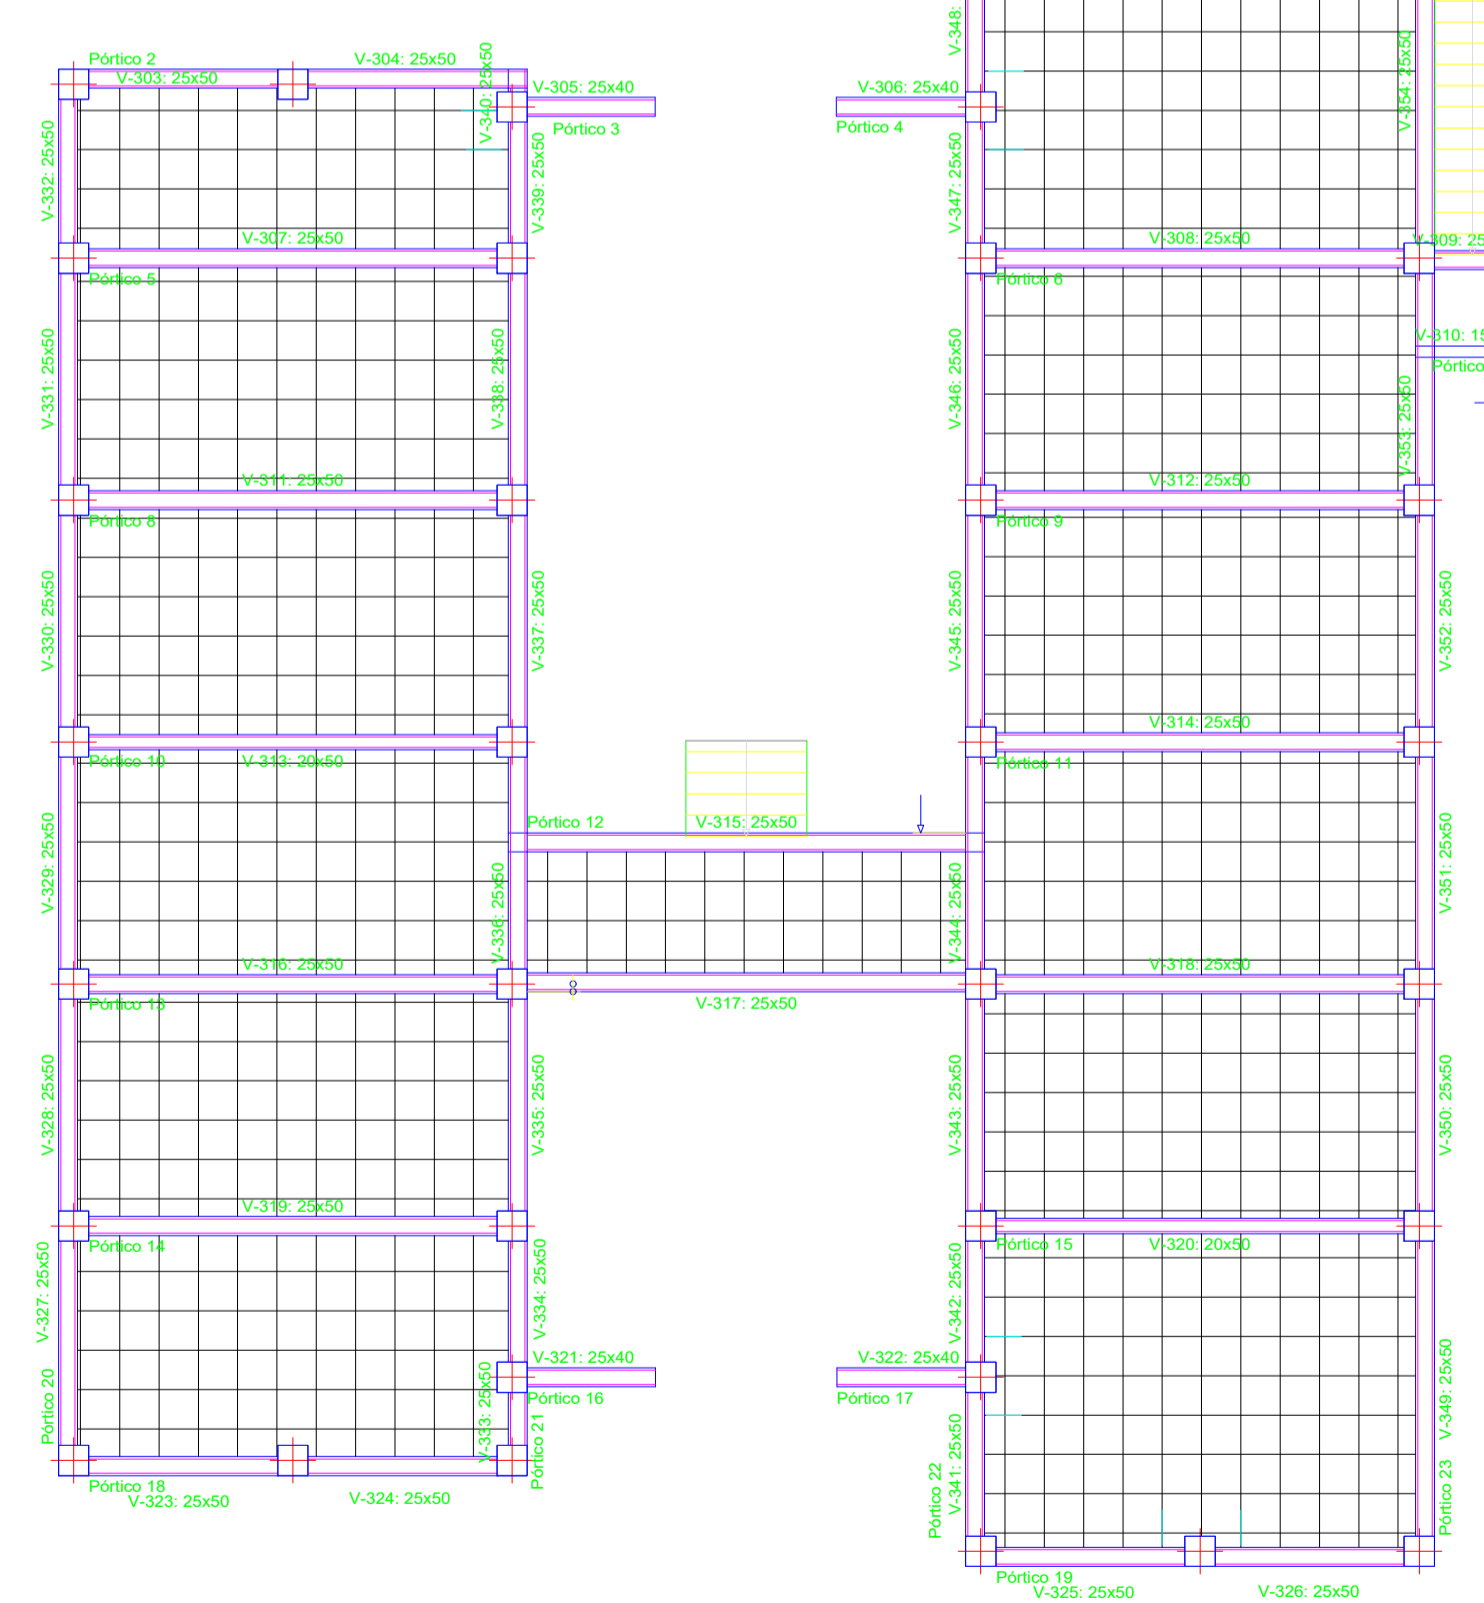 V-348:
Pórtico 2
V-304: 25x50
V-303: 25x50
V-340: 25x50
V-305: 25x40
V-306: 25x40
V-354: 25x50
Pórtico 3
Pórtico 4
V-332: 25x50
V-339: 25x50
V-347: 25x50
V-307: 25x50
V-308: 25x50
V-309: 25
Pórtico 5
Pórtico 6
V-310: 15
Pórtico
V-331: 25x50
V-338: 25x50
V-346: 25x50
V-353: 25x50
V-311: 25x50
V-312: 25x50
Pórtico 8
Pórtico 9
V-330: 25x50
V-337: 25x50
V-345: 25x50
V-352: 25x50
V-314: 25x50
Pórtico 10
V-313: 20x50
Pórtico 11
Pórtico 12
V-315: 25x50
V-329: 25x50
V-336: 25x50
V-344: 25x50
V-351: 25x50
V-316: 25x50
V-318: 25x50
Pórtico 13
V-317: 25x50
V-328: 25x50
V-335: 25x50
V-343: 25x50
V-350: 25x50
V-319: 25x50
Pórtico 14
Pórtico 15
V-320: 20x50
V-327: 25x50
V-334: 25x50
V-342: 25x50
V-321: 25x40
V-322: 25x40
V-349: 25x50
Pórtico 16
Pórtico 17
Pórtico 20
V-333: 25x50
Pórtico 21
V-341: 25x50
Pórtico 22
Pórtico 23
Pórtico 18
V-323: 25x50
V-324: 25x50
Pórtico 19
V-325: 25x50
V-326: 25x50